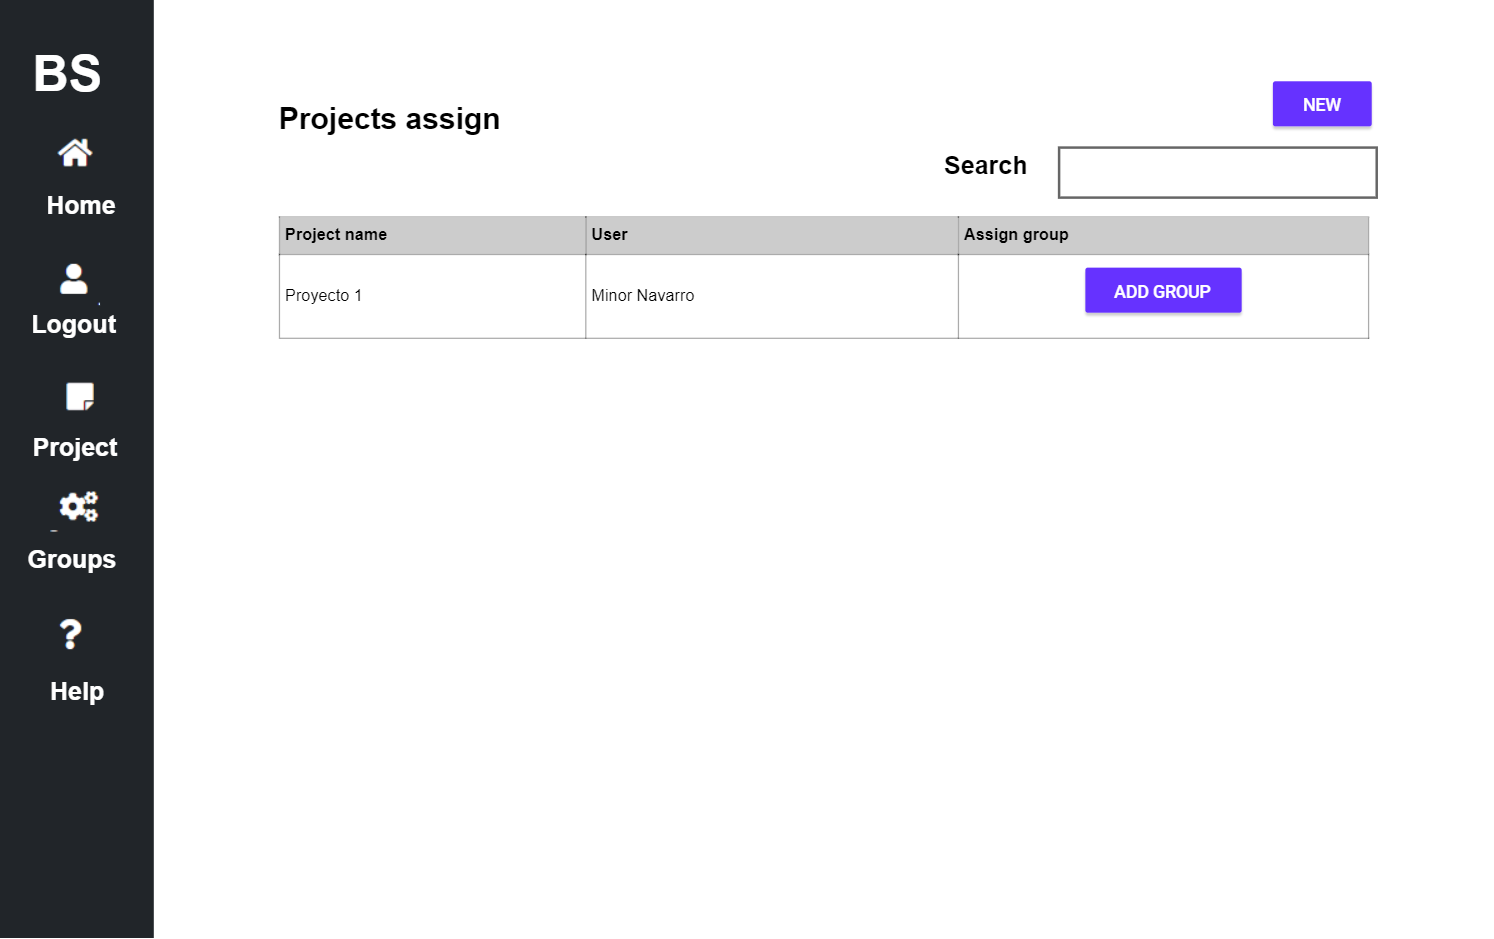 BS
Home
Logout
Project
Groups
Help
Projects assign
NEW
Search
Project name User Assign group
Proyecto 1 Minor Navarro ADD GROUP